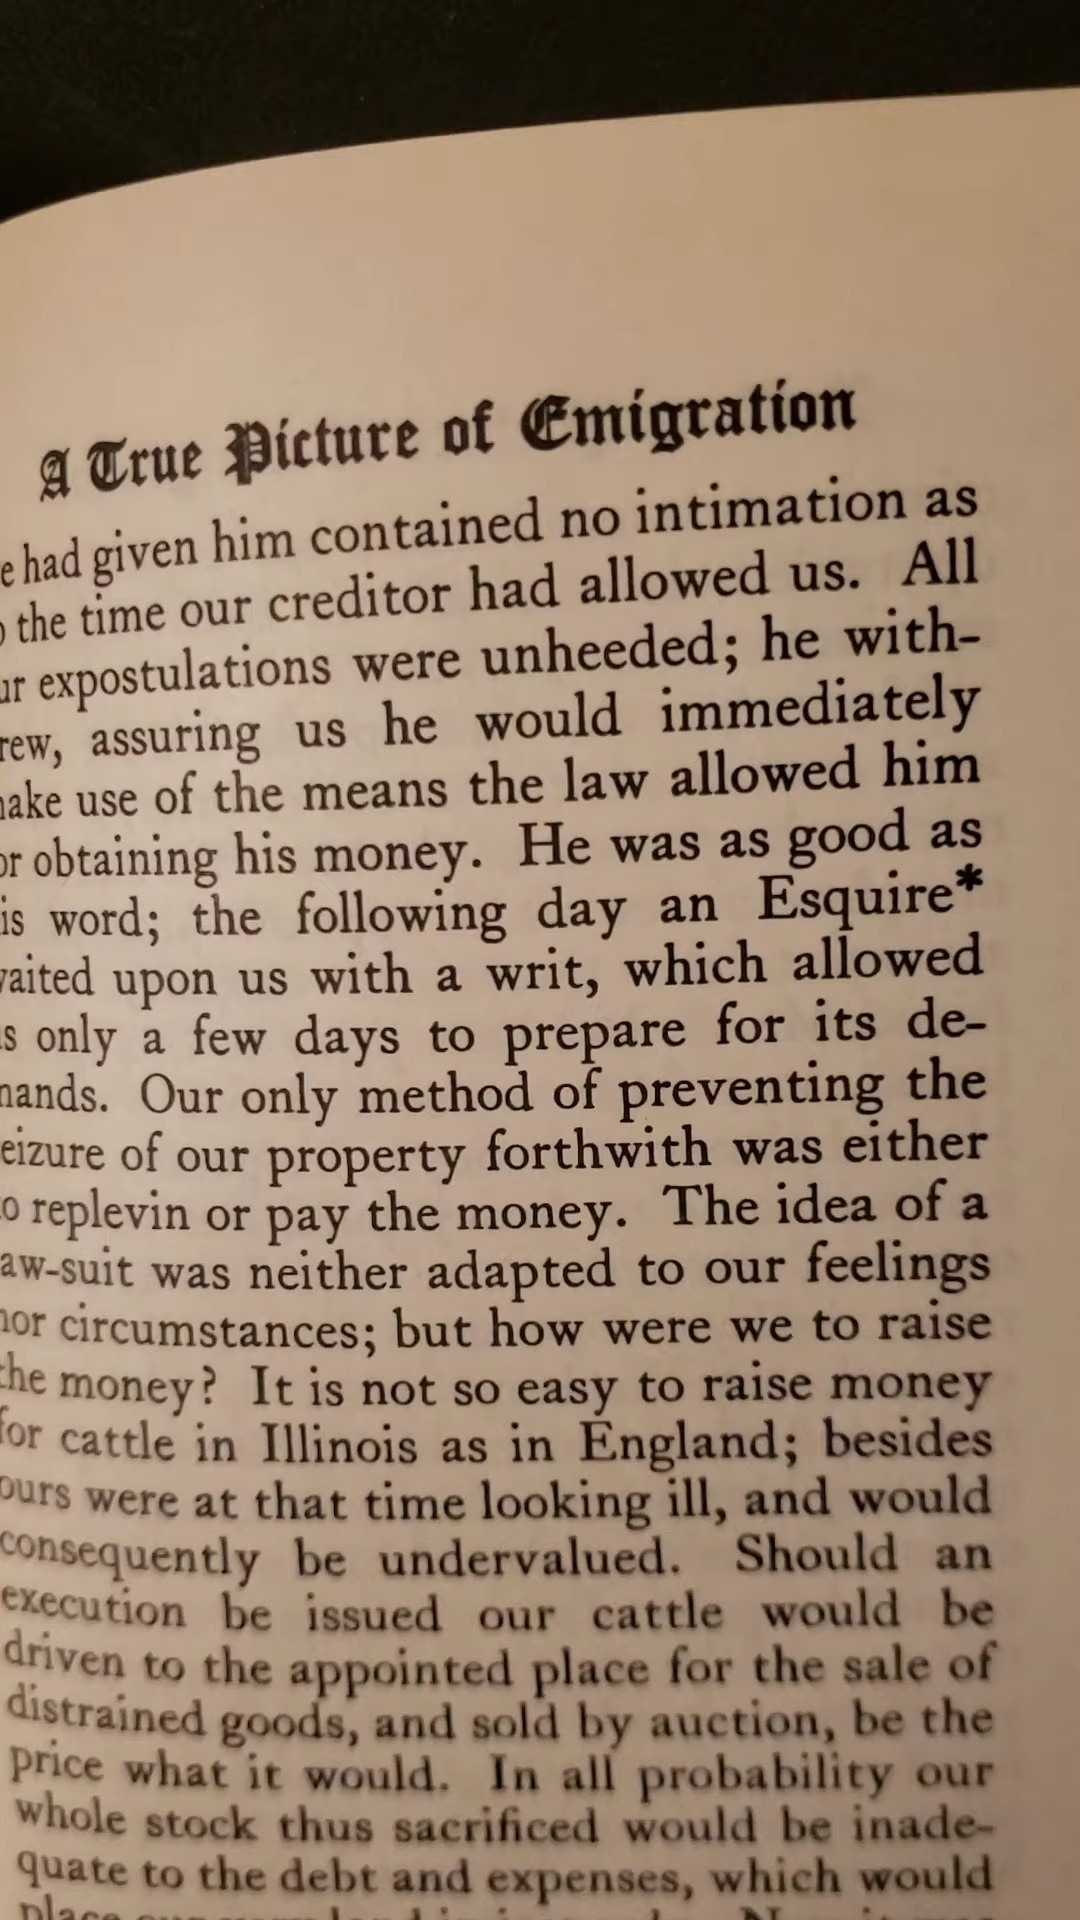 A True Picture of Emigration
e had given him contained no intimation as
o the time our creditor had allowed us. All
ur expostulations were unheeded; he with-
rew, assuring us he would immediately
nake use of the means the law allowed him
or obtaining his money. He was as good as
is word; the following day an Esquire*
vaited upon us with a writ, which allowed
s only a few days to prepare for its de-
nands. Our only method of preventing the
eizure of our property forthwith was either
o replevin or pay the money. The idea of a
aw-suit was neither adapted to our feelings
nor circumstances; but how were we to raise
the money? It is not so easy to raise money
for cattle in Illinois as in England; besides
ours were at that time looking ill, and would
consequently be undervalued. Should an
execution be issued our cattle would be
driven to the appointed place for the sale of
distrained goods, and sold by auction, be the
price what it would. In all probability our
whole stock thus sacrificed would be inade-
quate to the debt and expenses, which would
place our